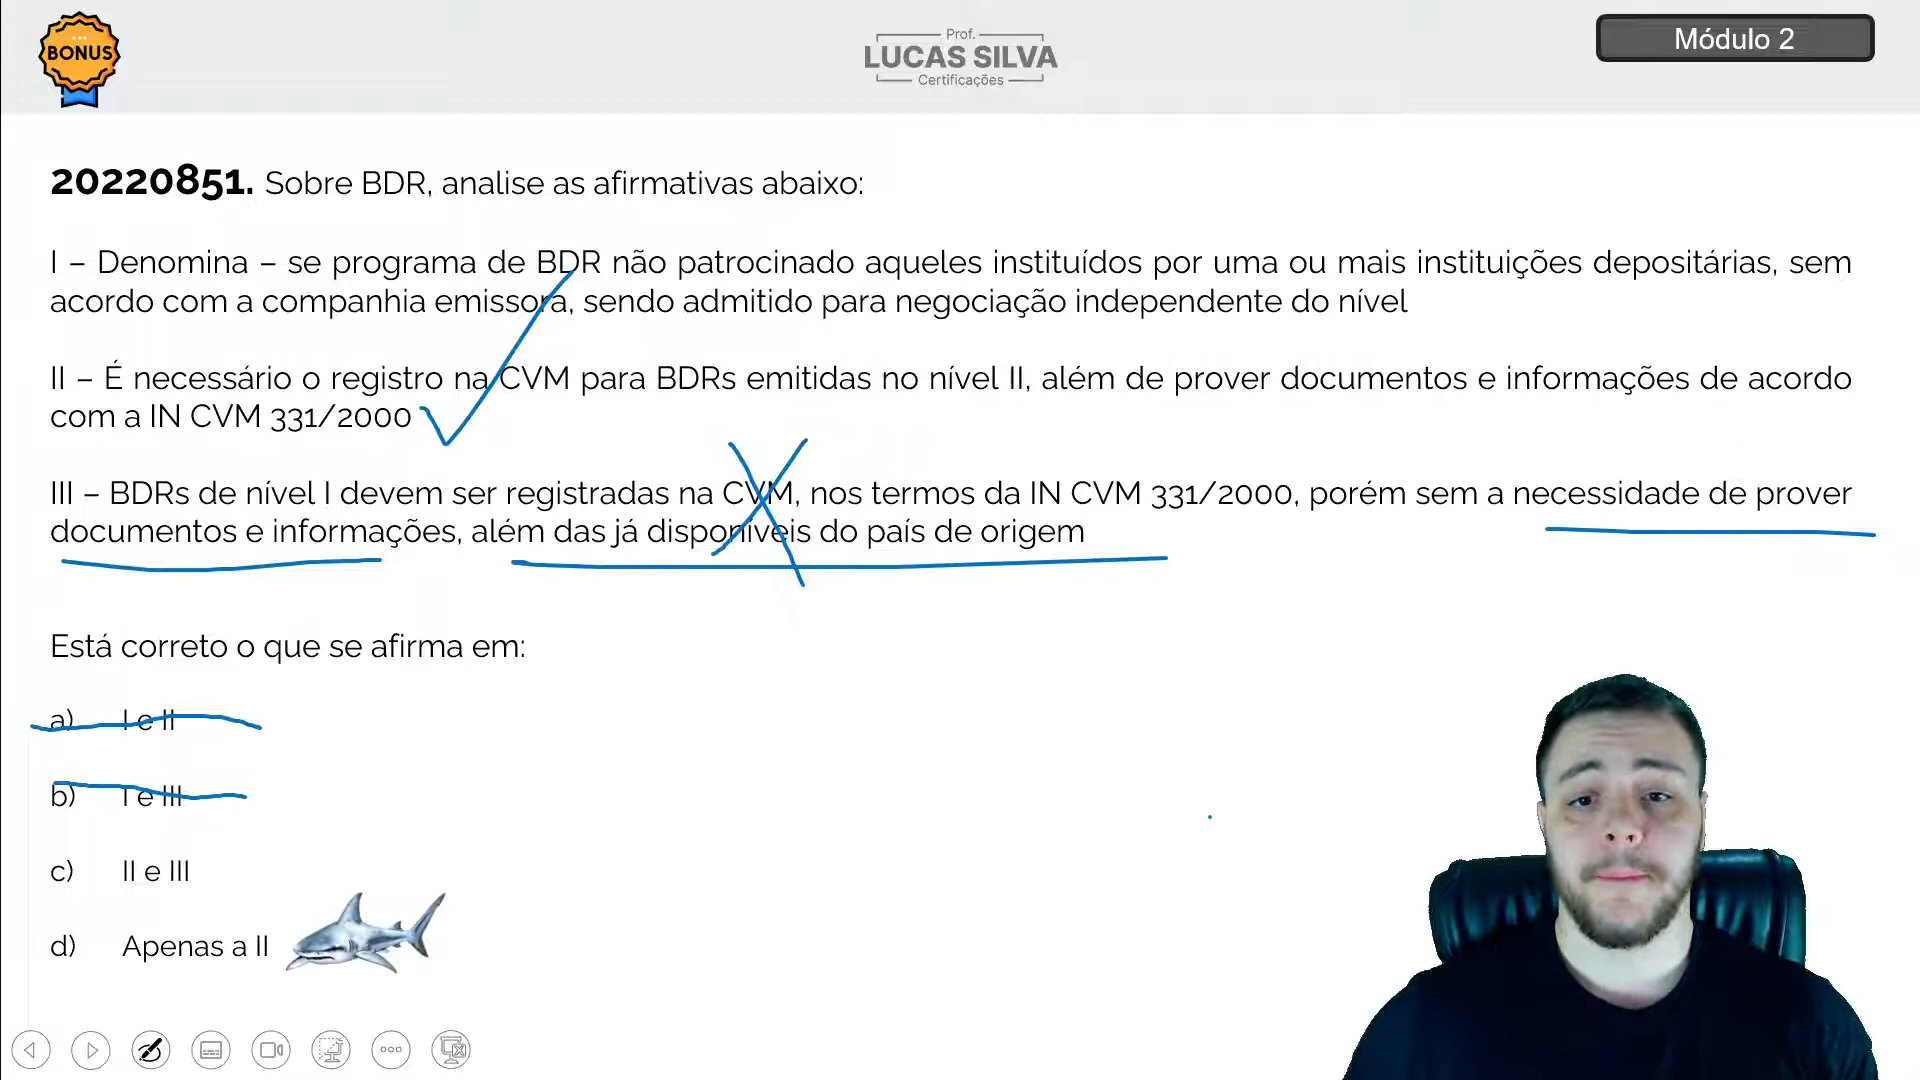 BONUS
Prof.
LUCAS SILVA
Certificações
Módulo 2
20220851. Sobre BDR, analise as afirmativas abaixo:
I – Denomina – se programa de BDR não patrocinado aqueles instituídos por uma ou mais instituições depositárias, sem
acordo com a companhia emissora, sendo admitido para negociação independente do nível
II – É necessário o registro na CVM para BDRs emitidas no nível II, além de prover documentos e informações de acordo
com a IN CVM 331/2000
III – BDRs de nível I devem ser registradas na CVM, nos termos da IN CVM 331/2000, porém sem a necessidade de prover
documentos e informações, além das já disponíveis do país de origem
Está correto o que se afirma em:
a) I e II
b) I e III
c) II e III
d) Apenas a II